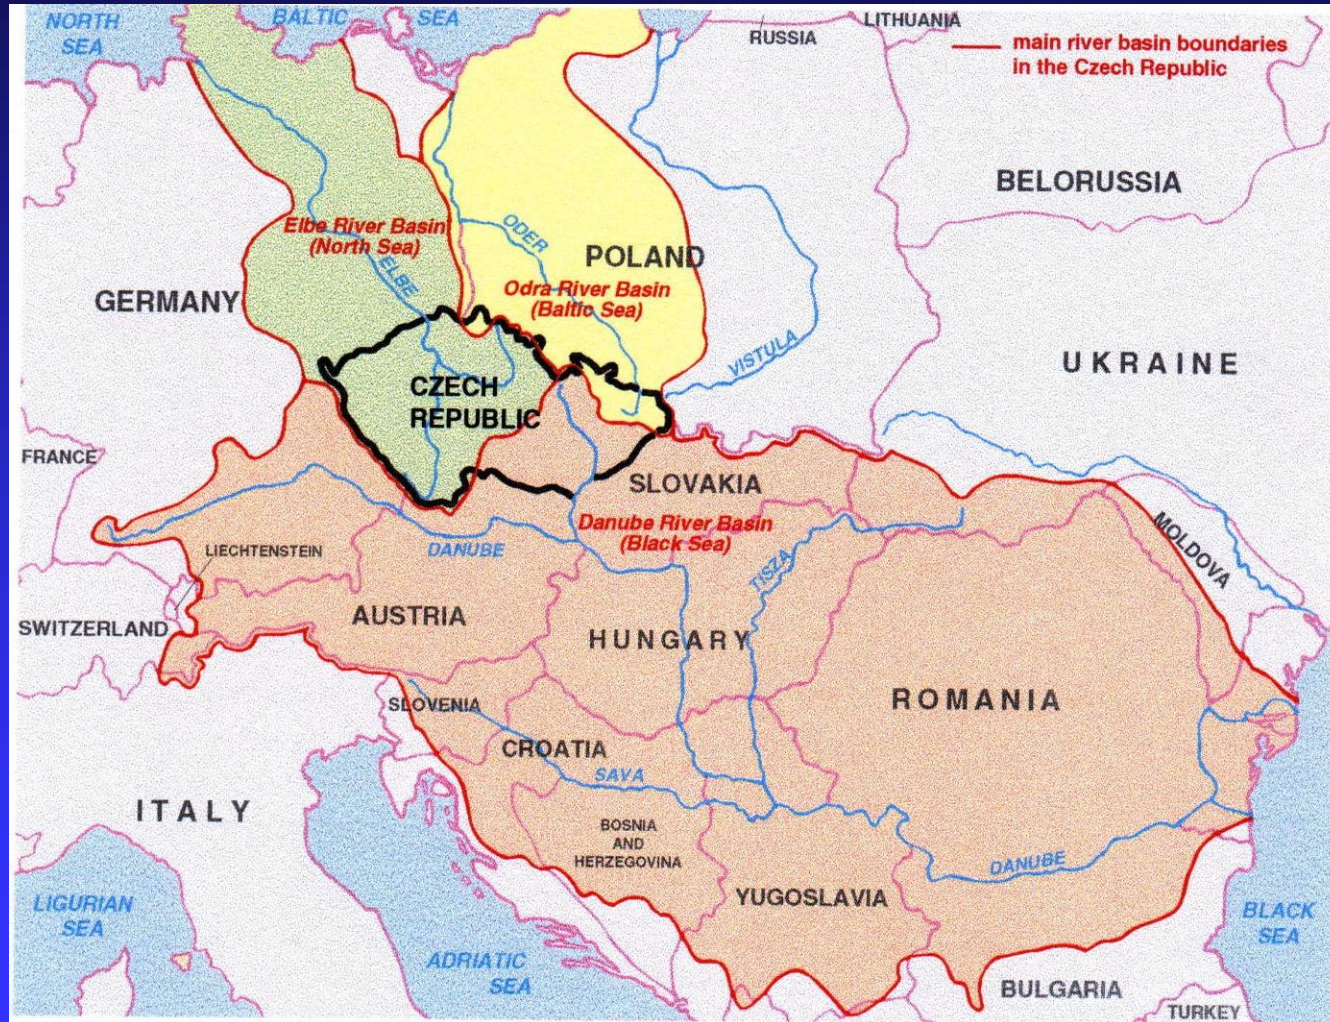 NORTH
SEA
BALTIC SEA
LITHUANIA
RUSSIA
main river basin boundaries
in the Czech Republic
BELORUSSIA
Elbe River Basin
(North Sea)
ELBE
ODER
POLAND
Odra River Basin
(Baltic Sea)
GERMANY
VISTULA
UKRAINE
CZECH
REPUBLIC
FRANCE
SLOVAKIA
Danube River Basin
(Black Sea)
DANUBE
LIECHTENSTEIN
TISZA
MOLDOVA
SWITZERLAND
AUSTRIA
HUNGARY
ROMANIA
SLOVENIA
CROATIA
SAVA
ITALY
BOSNIA
AND
HERZEGOVINA
DANUBE
YUGOSLAVIA
LIGURIAN
SEA
ADRIATIC
SEA
BLACK
SEA
BULGARIA
TURKEY